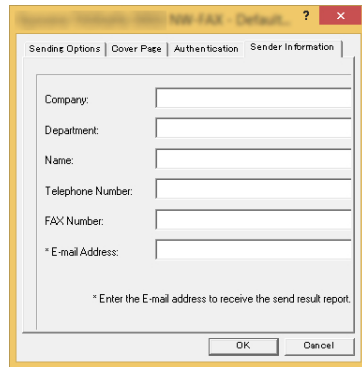 NW-FAX - Default... ? ×
Sending Options Cover Page Authentication Sender Information
Company:
Department:
Name:
Telephone Number:
FAX Number:
* E-mail Address:
* Enter the E-mail address to receive the send result report.
OK Cancel